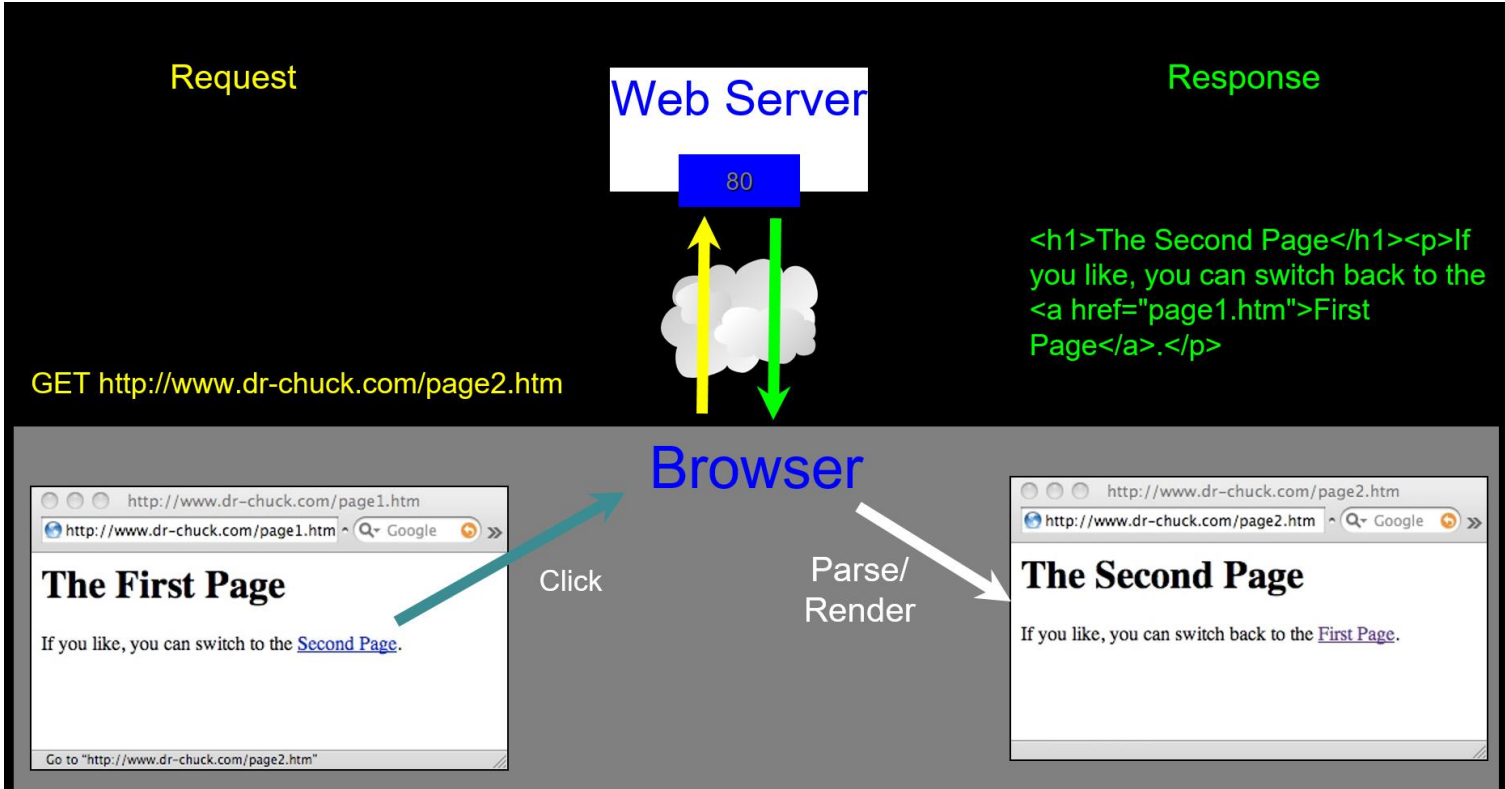 Request
Web Server
Response
80
<h1>The Second Page</h1><p>If
you like, you can switch back to the
<a href="page1.htm">First
Page</a>.</p>
GET http://www.dr-chuck.com/page2.htm
Browser
http://www.dr-chuck.com/page1.htm
http://www.dr-chuck.com/page1.htm Google
The First Page
If you like, you can switch to the Second Page.
Go to "http://www.dr-chuck.com/page2.htm"
Click
Parse/
Render
http://www.dr-chuck.com/page2.htm
http://www.dr-chuck.com/page2.htm Google
The Second Page
If you like, you can switch back to the First Page.